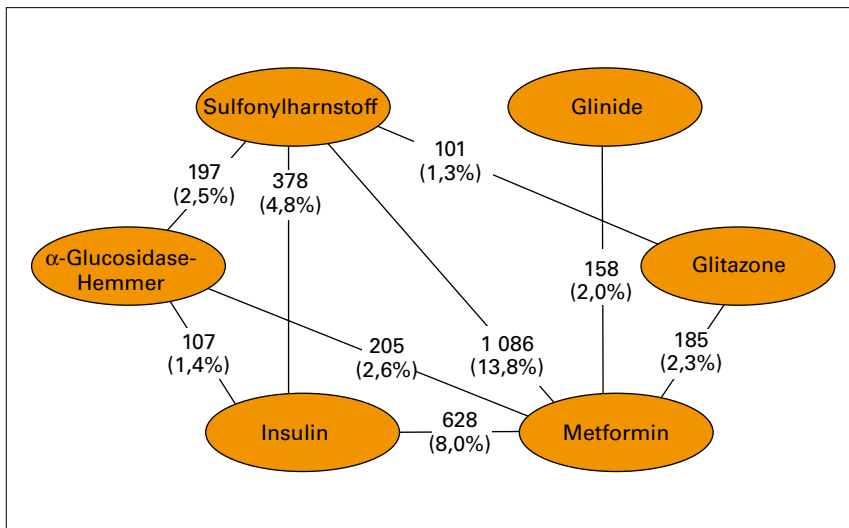 Sulfonylharnstoff
Glinide
101
(1,3%)
197
(2,5%)
378
(4,8%)
α-Glucosidase-
Hemmer
Glitazone
158
(2,0%)
107
(1,4%)
205
(2,6%)
1 086
(13,8%)
185
(2,3%)
Insulin
628
(8,0%)
Metformin